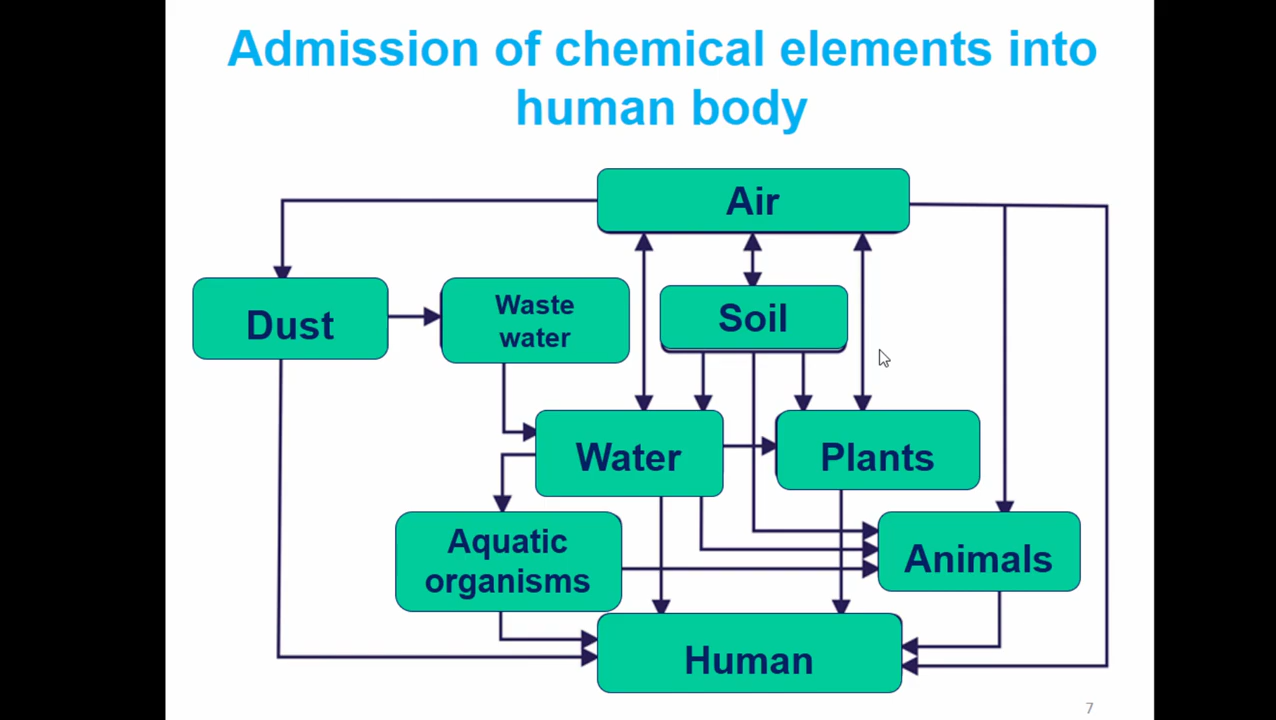 Admission of chemical elements into
human body
Air
Dust
Waste
water
Soil
Water
Plants
Aquatic
organisms
Animals
Human
7